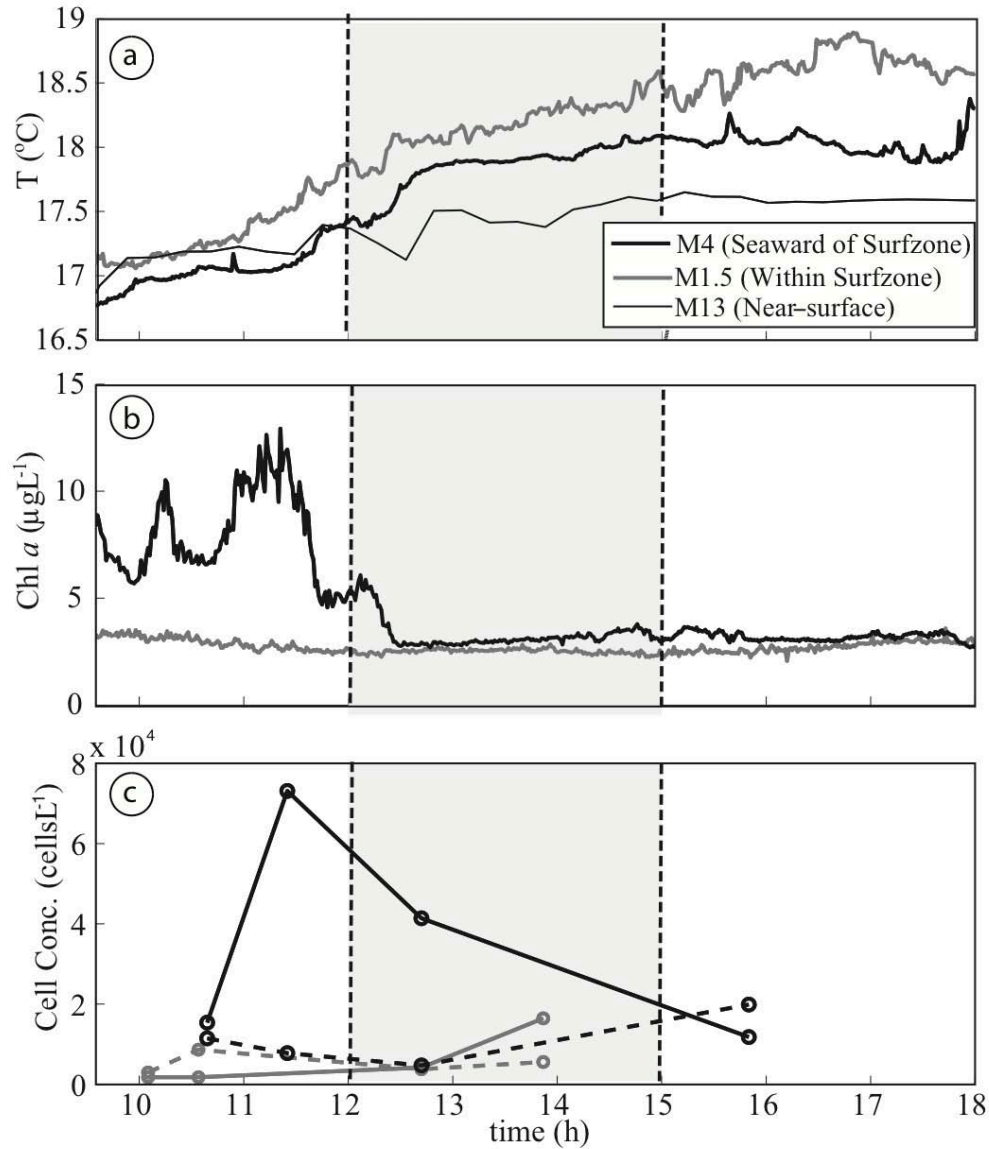 19
18.5
18
17.5
17
16.5
T (°C)
a
M4 (Seaward of Surfzone)
M1.5 (Within Surfzone)
M13 (Near–surface)
15
10
5
0
Chl a (μgL⁻¹)
b
x 10⁴
8
6
4
2
0
Cell Conc. (cellsL⁻¹)
c
10 11 12 13 14 15 16 17 18
time (h)